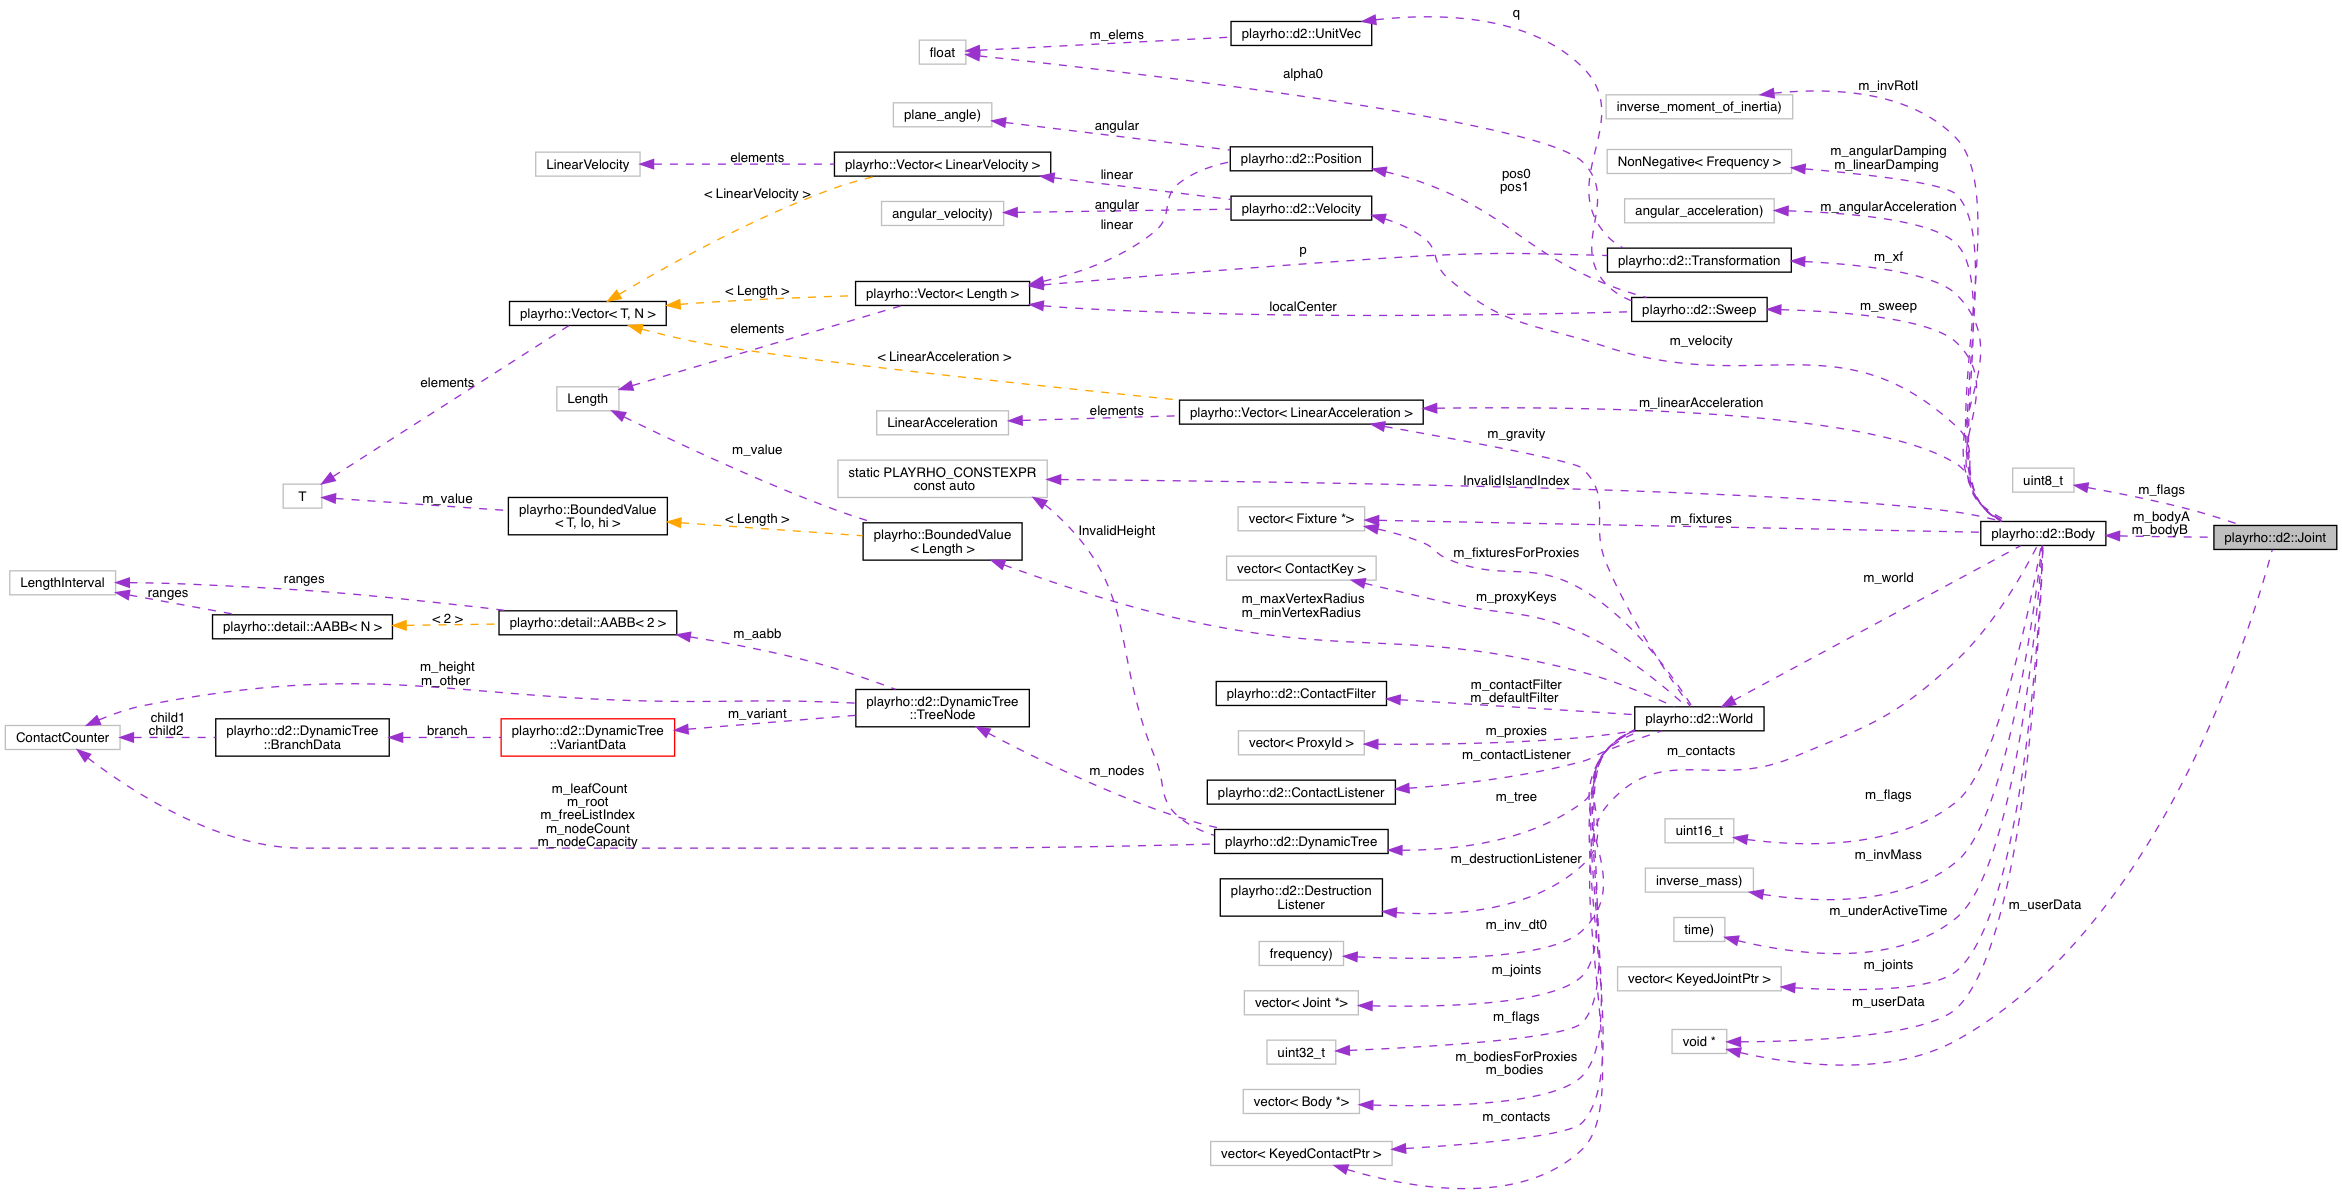 q
playrho::d2::UnitVec
m_elems
float
alpha0
m_invRotI
inverse_moment_of_inertia)
plane_angle)
angular
m_angularDamping
m_linearDamping
NonNegative< Frequency >
playrho::d2::Position
LinearVelocity
elements
playrho::Vector< LinearVelocity >
linear
pos0
pos1
< LinearVelocity >
angular_velocity)
angular
linear
playrho::d2::Velocity
angular_acceleration)
m_angularAcceleration
p
playrho::d2::Transformation
m_xf
< Length >
playrho::Vector< Length >
localCenter
playrho::d2::Sweep
m_sweep
playrho::Vector< T, N >
elements
m_velocity
< LinearAcceleration >
elements
Length
LinearAcceleration
elements
playrho::Vector< LinearAcceleration >
m_linearAcceleration
m_gravity
m_value
static PLAYRHO_CONSTEXPR
const auto
InvalidIslandIndex
uint8_t
m_flags
T
m_value
playrho::BoundedValue
< T, lo, hi >
< Length >
playrho::BoundedValue
< Length >
InvalidHeight
vector< Fixture *>
m_fixtures
playrho::d2::Body
m_bodyA
m_bodyB
playrho::d2::Joint
m_fixturesForProxies
vector< ContactKey >
LengthInterval
ranges
ranges
m_maxVertexRadius
m_minVertexRadius
m_proxyKeys
m_world
playrho::detail::AABB< N >
< 2 >
playrho::detail::AABB< 2 >
m_aabb
m_height
m_other
playrho::d2::ContactFilter
m_contactFilter
m_defaultFilter
playrho::d2::DynamicTree
::TreeNode
playrho::d2::World
ContactCounter
child1
child2
playrho::d2::DynamicTree
::BranchData
branch
playrho::d2::DynamicTree
::VariantData
m_variant
vector< ProxyId >
m_proxies
m_contactListener
m_contacts
m_nodes
playrho::d2::ContactListener
m_tree
m_flags
m_leafCount
m_root
m_freeListIndex
m_nodeCount
m_nodeCapacity
playrho::d2::DynamicTree
uint16_t
m_destructionListener
m_invMass
playrho::d2::Destruction
Listener
inverse_mass)
m_underActiveTime
m_userData
m_inv_dt0
time)
frequency)
m_joints
m_joints
vector< KeyedJointPtr >
vector< Joint *>
m_userData
m_flags
void *
uint32_t
m_bodiesForProxies
m_bodies
vector< Body *>
m_contacts
vector< KeyedContactPtr >